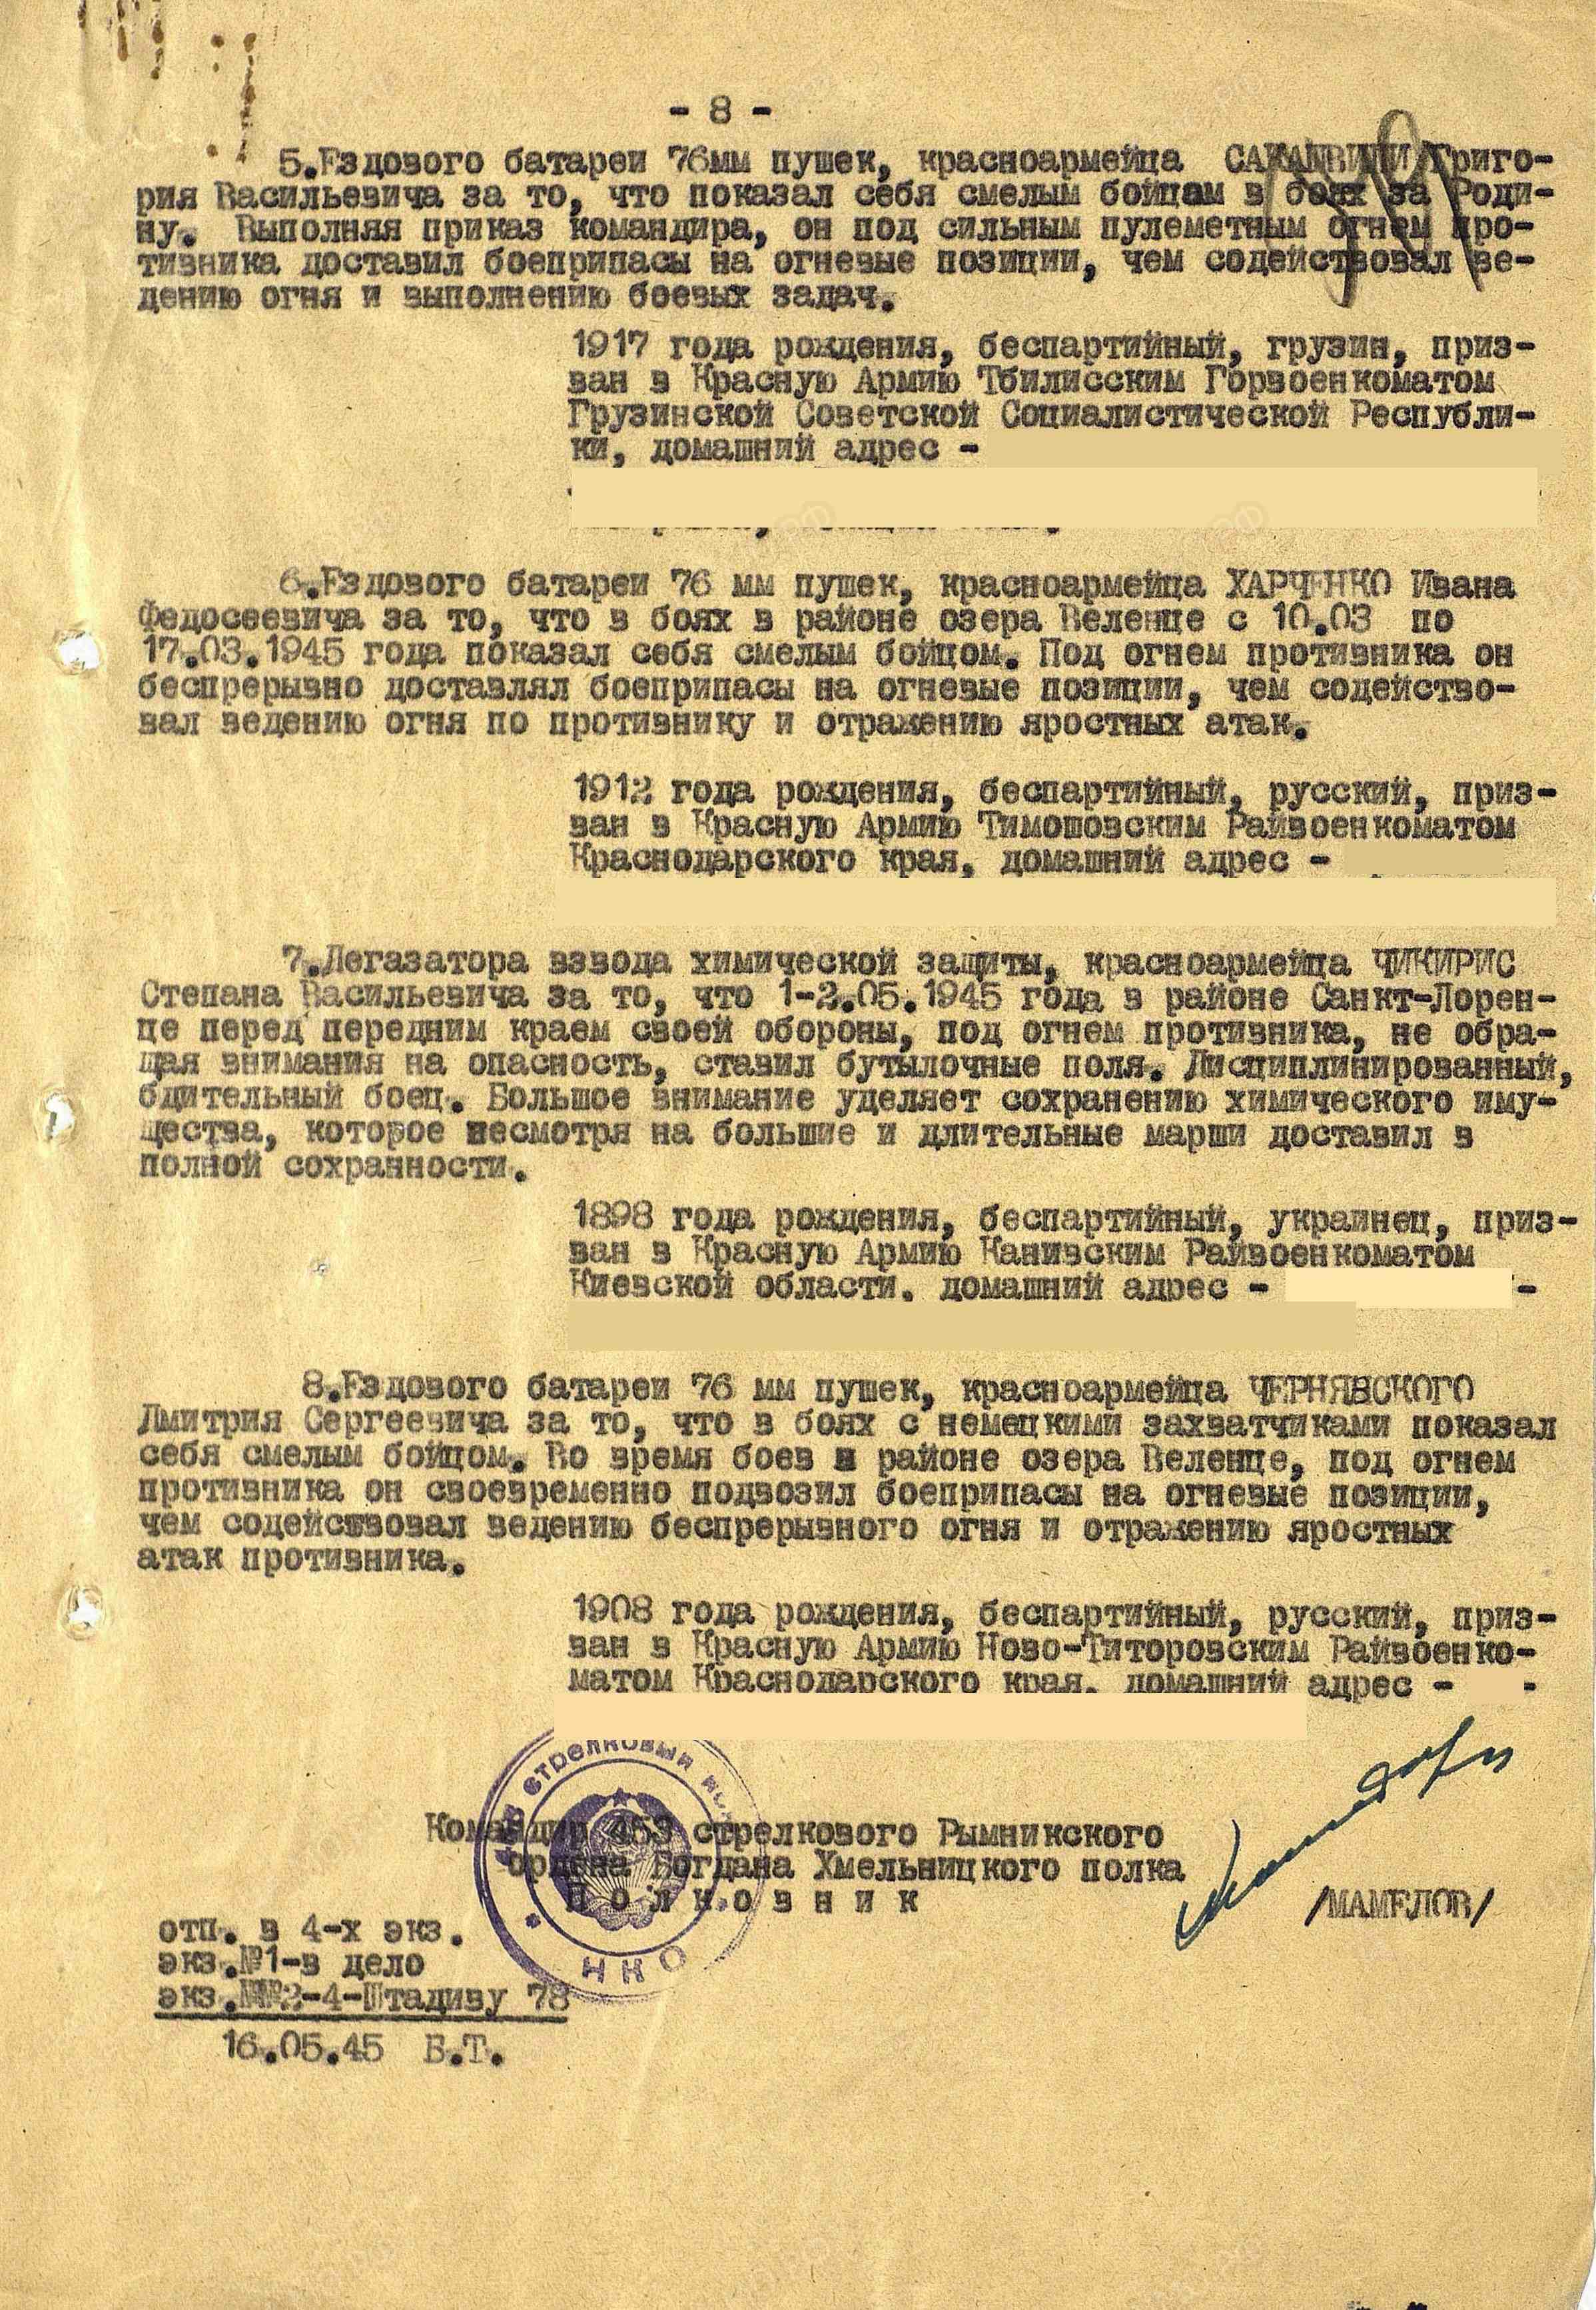 - 8 -
5.Ездового батареи 76мм пушек, красноармейца Григо-
рия Васильевича за то, что показал себя смелым бойцом в боях за Роди-
ну. Выполняя приказ командира, он под сильным пулеметным огнем про-
тивника доставил боеприпасы на огневые позиции, чем содействовал ве-
дению огня и выполнению боевых задач.
1917 года рождения, беспартийный, грузин, приз-
ван в Красную Армию Тбилисским Горвоенкоматом
Грузинской Советской Социалистической Республи-
ки, домашний адрес -
6.Ездового батареи 76 мм пушек, красноармейца ХАРЧЕНКО Ивана
Федосеевича за то, что в боях в районе озера Веленце с 10.03 по
17.03.1945 года показал себя смелым бойцом. Под огнем противника он
беспрерывно доставлял боеприпасы на огневые позиции, чем содейство-
вал ведению огня по противнику и отражению яростных атак.
1912 года рождения, беспартийный, русский, приз-
ван в Красную Армию Тимошовским Райвоенкоматом
Краснодарского края, домашний адрес -
7.Дегазатора взвода химической защиты, красноармейца ЧИКИРИС
Степана Васильевича за то, что 1-2.05.1945 года в районе Санкт-Лорен-
це перед передним краем своей обороны, под огнем противника, не обра-
щая внимания на опасность, ставил бутылочные поля. Дисциплинированный,
бдительный боец. Большое внимание уделяет сохранению химического иму-
щества, которое несмотря на большие и длительные марши доставил в
полной сохранности.
1898 года рождения, беспартийный, украинец, приз-
ван в Красную Армию Канивским Райвоенкоматом
Киевской области, домашний адрес - -
8.Ездового батареи 76 мм пушек, красноармейца ЧЕРНЯВСКОГО
Дмитрия Сергеевича за то, что в боях с немецкими захватчиками показал
себя смелым бойцом. Во время боев в районе озера Веленце, под огнем
противника он своевременно подвозил боеприпасы на огневые позиции,
чем содействовал ведению беспрерывного огня и отражению яростных
атак противника.
1908 года рождения, беспартийный, русский, приз-
ван в Красную Армию Ново-Титоровским Райвоенко-
матом Краснодарского края, домашний адрес - -
стрелковый
Командир 453 стрелкового Рымникского
ордена Богдана Хмельницкого полка
Полковник
/МАМЕДОВ/
НКО
отп. в 4-х экз.
экз.№1-в дело
экз.№№2-4-Штадиву 78
16.05.45 Б.Т.